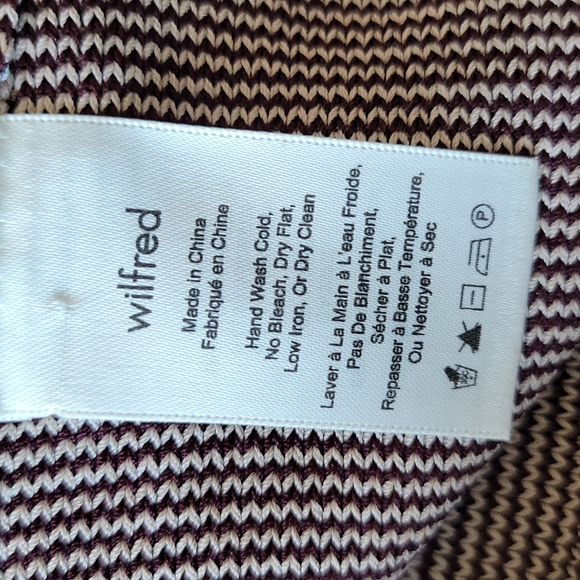 wilfred
Made in China
Fabriqué en Chine
Hand Wash Cold,
No Bleach, Dry Flat,
Low Iron, Or Dry Clean
Laver à La Main à L'eau Froide,
Pas De Blanchiment,
Sécher à Plat,
Repasser à Basse Température,
Ou Nettoyer à Sec
P